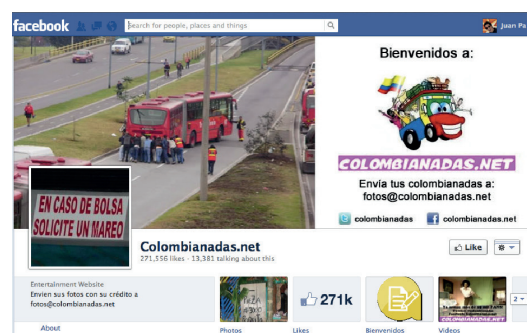 facebook
Search for people, places and things
Juan Pa
Bienvenidos a:
COLOMBIANADAS.NET
Envía tus colombianadas a:
fotos@colombianadas.net
colombianadas
colombianadas.net
EN CASO DE BOLSA
SOLICITE UN MAREO
Colombianadas.net
271,556 likes · 13,381 talking about this
Like
Entertainment Website
Envien sus fotos con su crédito a
fotos@colombianadas.net
About
271k
2
Photos
Likes
Bienvenidos
Videos